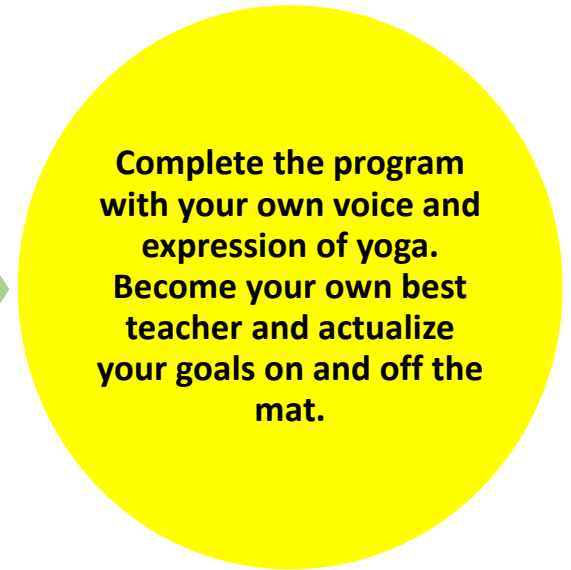 Complete the program
with your own voice and
expression of yoga.
Become your own best
teacher and actualize
your goals on and off the
mat.